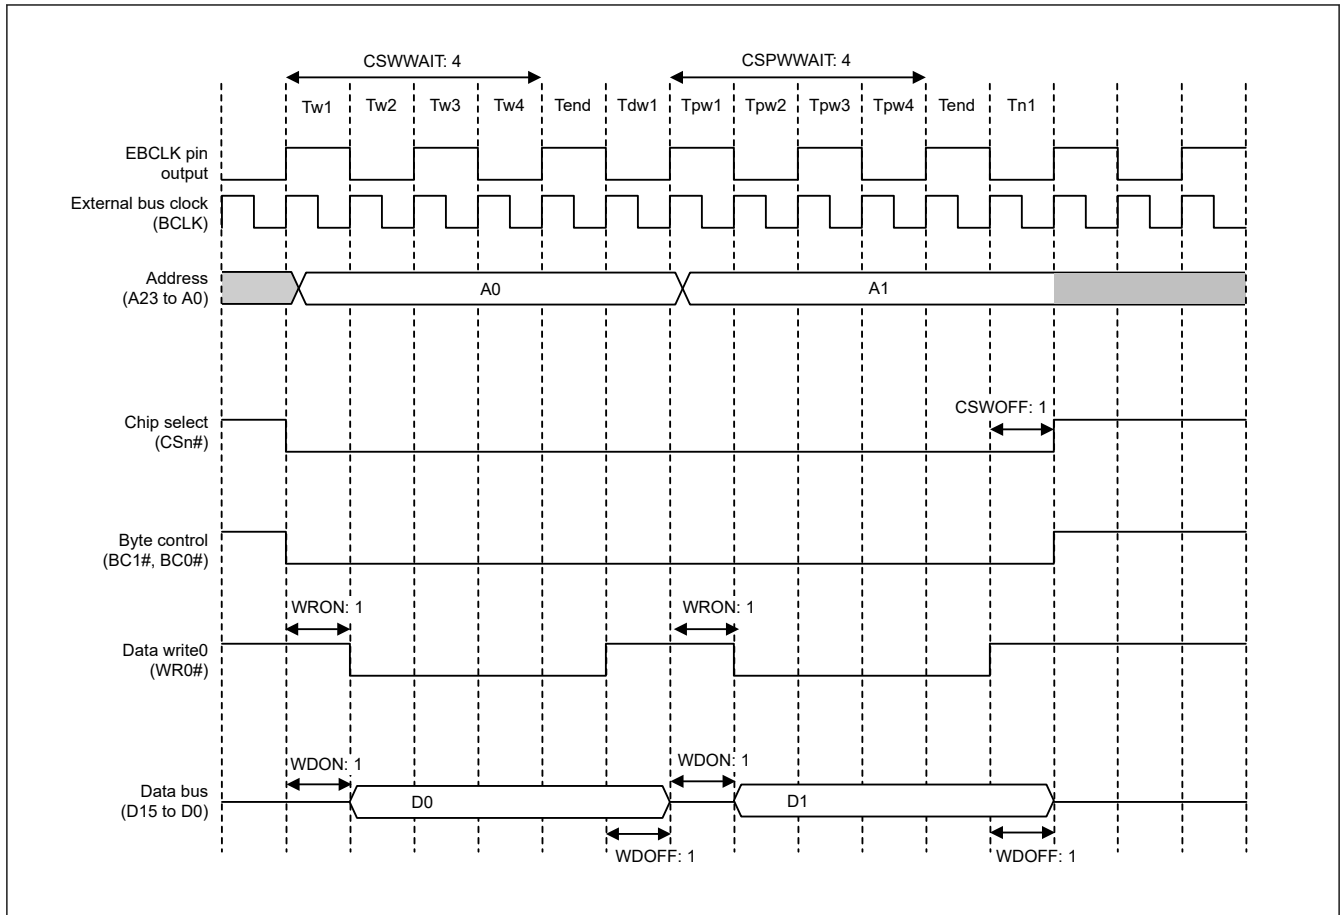 CSWWAIT: 4
CSPWWAIT: 4
Tw1 Tw2 Tw3 Tw4 Tend Tdw1 Tpw1 Tpw2 Tpw3 Tpw4 Tend Tn1
EBCLK pin
output
External bus clock
(BCLK)
Address
(A23 to A0)
A0
A1
CSWOFF: 1
Chip select
(CSn#)
Byte control
(BC1#, BC0#)
WRON: 1
WRON: 1
Data write0
(WR0#)
WDON: 1
WDON: 1
Data bus
(D15 to D0)
D0
D1
WDOFF: 1
WDOFF: 1